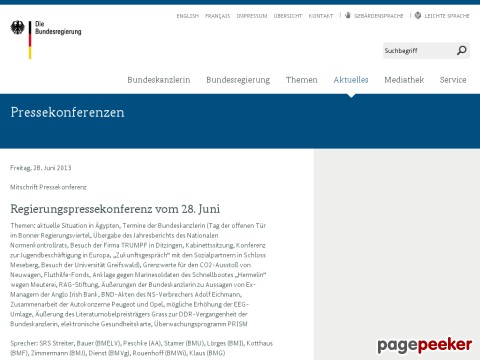 ENGLISH FRANÇAIS IMPRESSUM ÜBERSICHT KONTAKT GEBÄRDENSPRACHE LEICHTE SPRACHE
Die
Bundesregierung
Suchbegriff
Bundeskanzlerin Bundesregierung Themen Aktuelles Mediathek Service
Pressekonferenzen
Freitag, 28. Juni 2013
Mitschrift Pressekonferenz
Regierungspressekonferenz vom 28. Juni
Themen: aktuelle Situation in Ägypten, Termine der Bundeskanzlerin (Tag der offenen Tür
im Bonner Regierungsviertel, Übergabe des Jahresberichts des Nationalen
Normenkontrollrats, Besuch der Firma TRUMPF in Ditzingen, Kabinettssitzung, Konferenz
zur Jugendbeschäftigung in Europa, „Zukunftsgespräch“ mit den Sozialpartnern in Schloss
Meseberg, Besuch der Universität Greifswald), Grenzwerte für den CO2-Ausstoß von
Neuwagen, Fluthilfe-Fonds, Anklage gegen Marinesoldaten des Schnellbootes „Hermelin“
wegen Meuterei, RAG-Stiftung, Äußerungen der Bundeskanzlerin zu Aussagen von Ex-
Managern der Anglo Irish Bank, BND-Akten des NS-Verbrechers Adolf Eichmann,
Zusammenarbeit der Autokonzerne Peugeot und Opel, mögliche Erhöhung der EEG-
Umlage, Äußerung des Literaturnobelpreisträgers Grass zur DDR-Vergangenheit der
Bundeskanzlerin, elektronische Gesundheitskarte, Überwachungsprogramm PRISM
Sprecher: SRS Streiter, Bauer (BMELV), Peschke (AA), Stamer (BMU), Lörges (BMJ), Kotthaus
(BMF), Zimmermann (BMJ), Dienst (BMVg), Rouenhoff (BMWi), Klaus (BMG)
pagepeeker